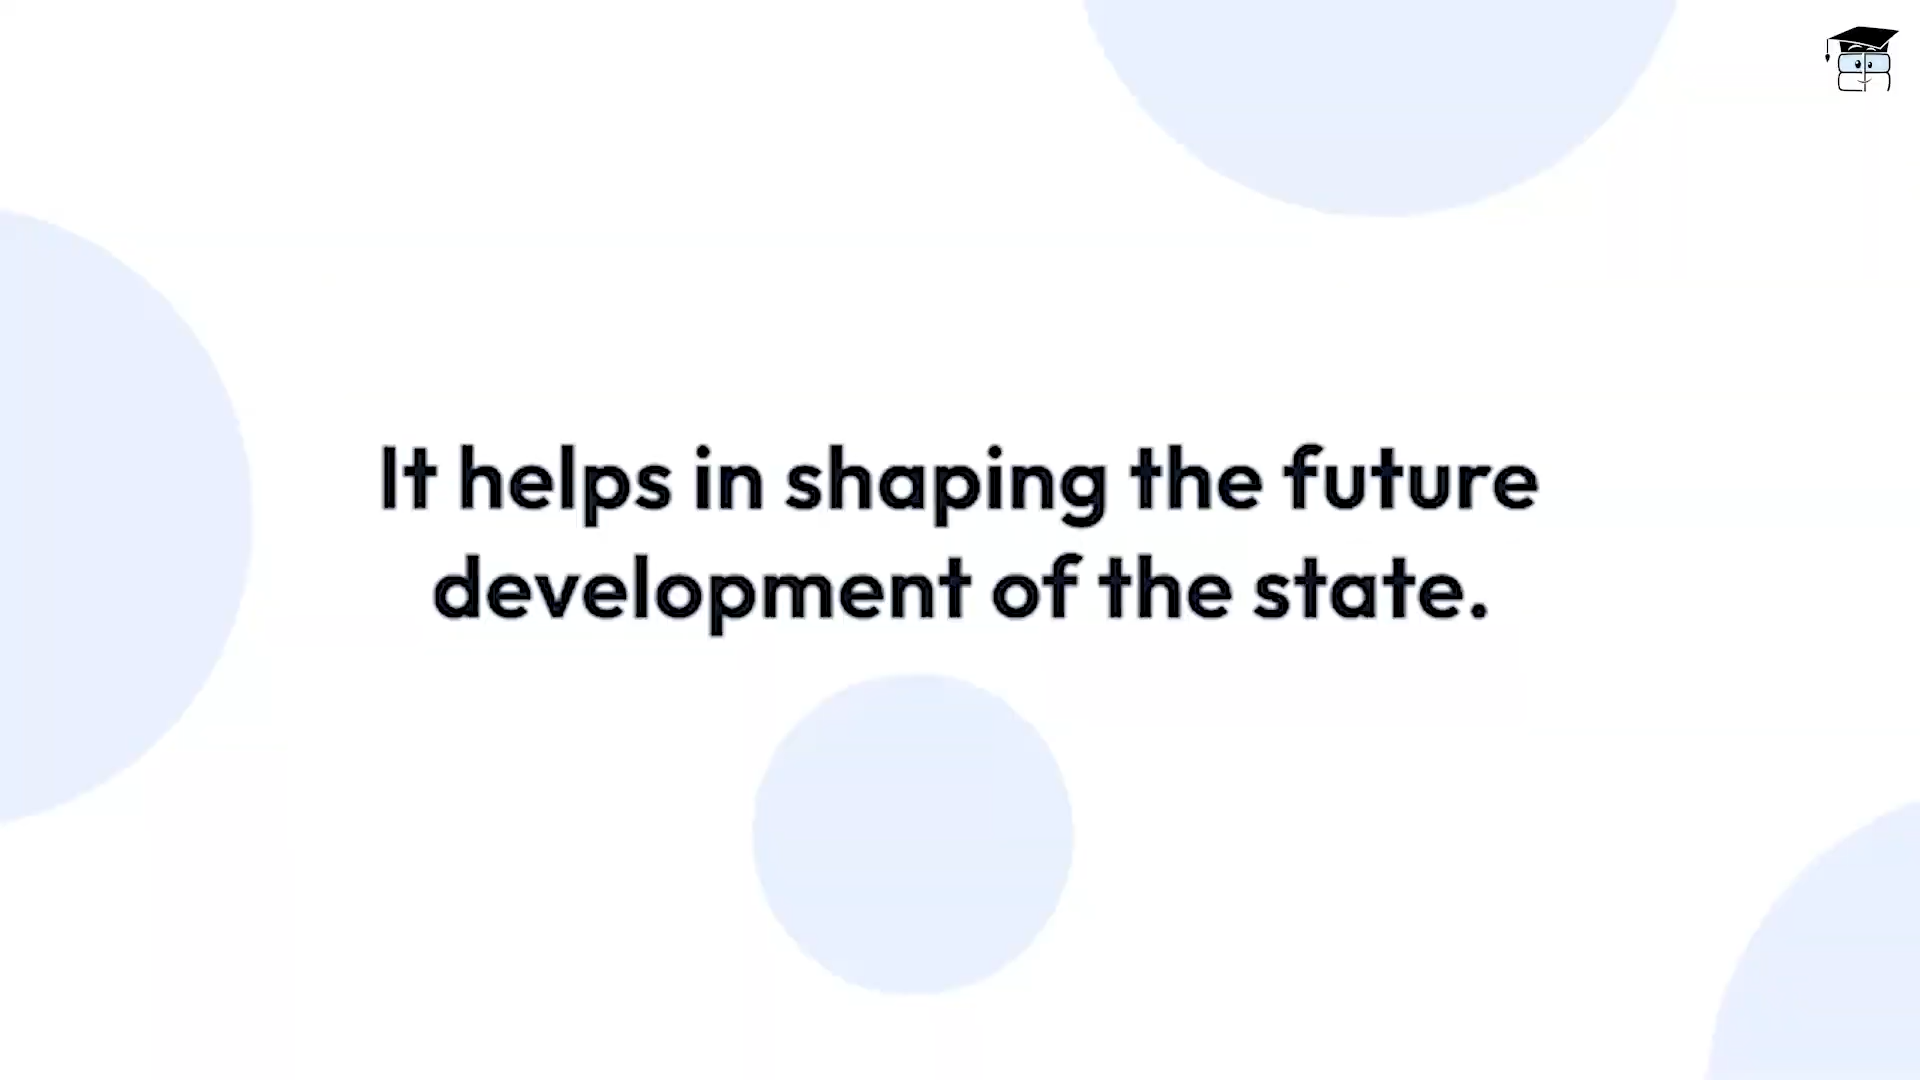 It helps in shaping the future
development of the state.